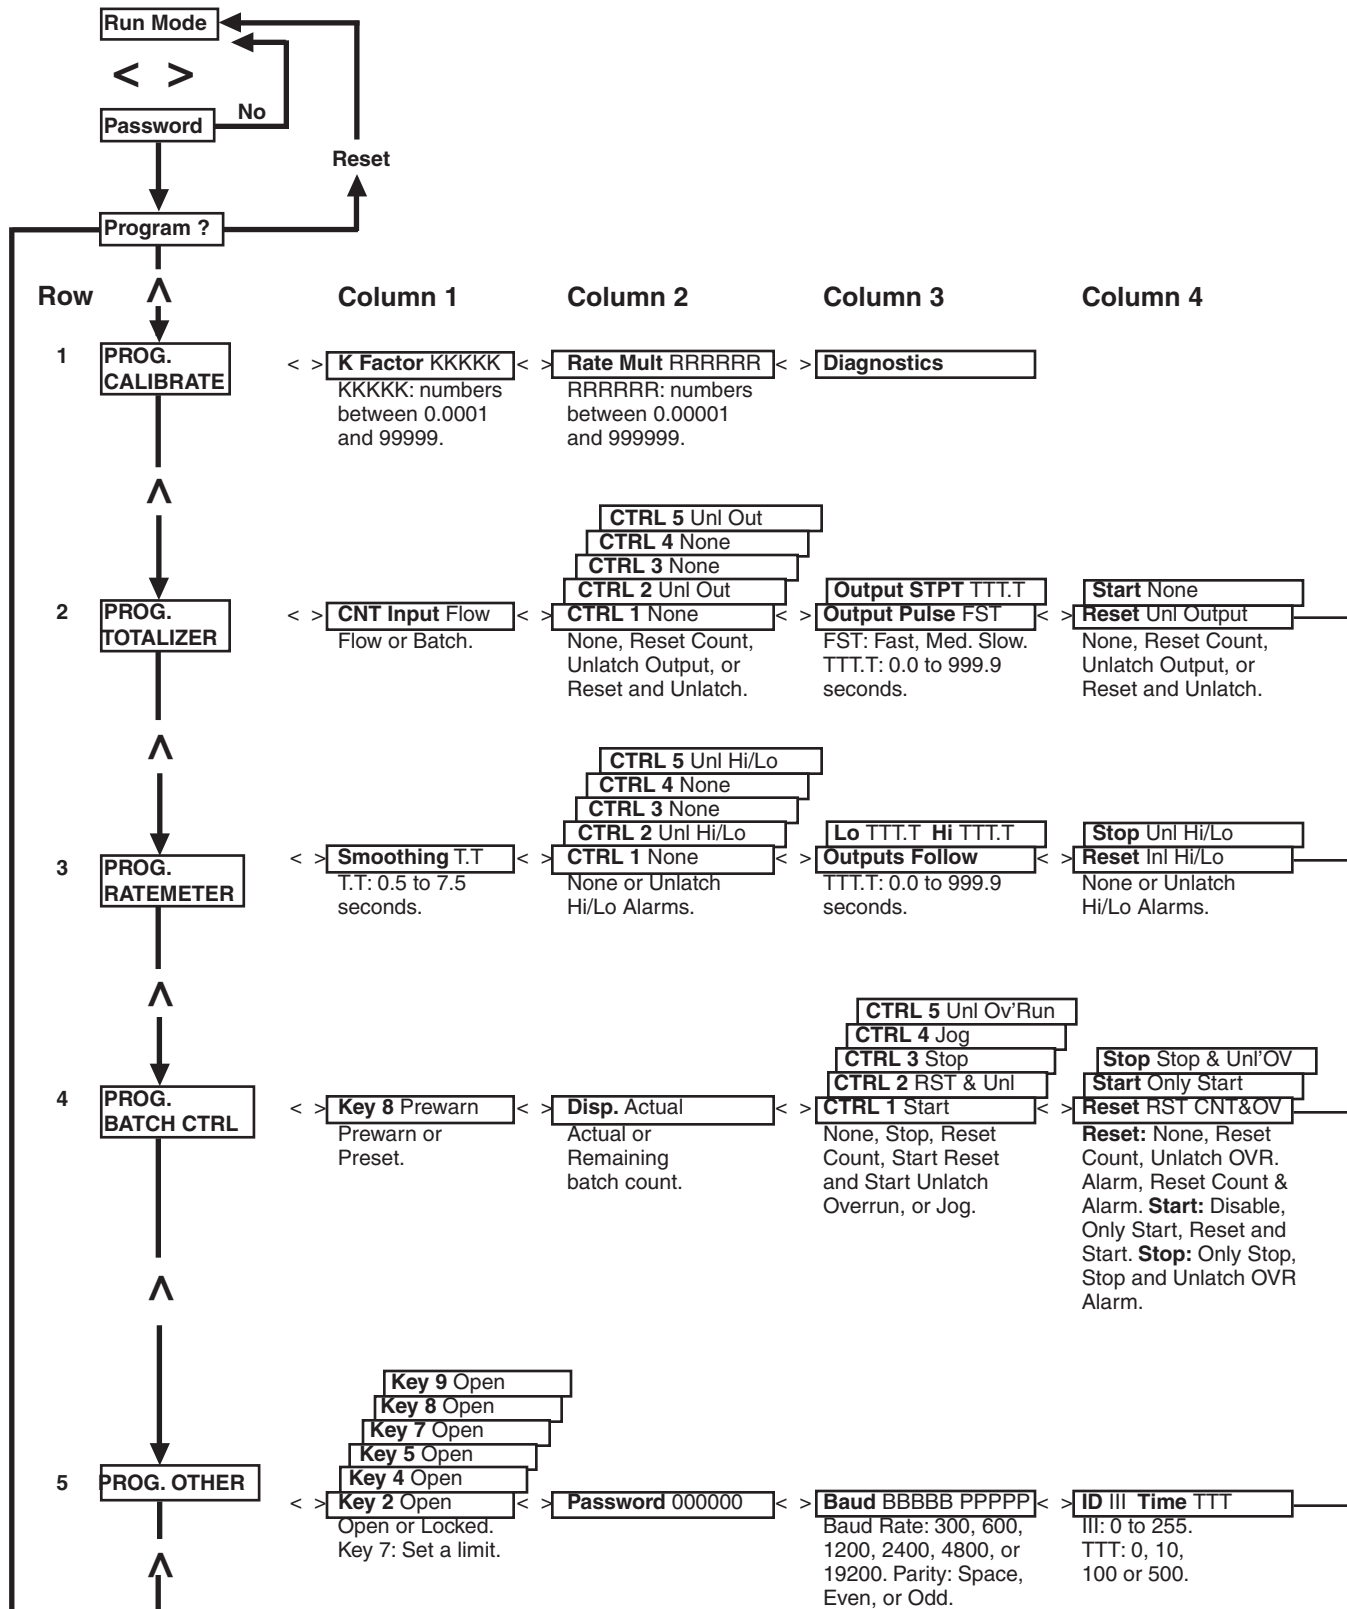 Run Mode
< >
Password
No
Reset
Program ?
Row
Column 1
Column 2
Column 3
Column 4
1
PROG.
CALIBRATE
< >
K Factor KKKKK
KKKKK: numbers
between 0.0001
and 99999.
< >
Rate Mult RRRRRR
RRRRRR: numbers
between 0.00001
and 999999.
< >
Diagnostics
2
PROG.
TOTALIZER
< >
CNT Input Flow
Flow or Batch.
< >
CTRL 5 Unl Out
CTRL 4 None
CTRL 3 None
CTRL 2 Unl Out
CTRL 1 None
None, Reset Count,
Unlatch Output, or
Reset and Unlatch.
< >
Output STPT TTT.T
Output Pulse FST
FST: Fast, Med. Slow.
TTT.T: 0.0 to 999.9
seconds.
< >
Start None
Reset Unl Output
None, Reset Count,
Unlatch Output, or
Reset and Unlatch.
3
PROG.
RATEMETER
< >
Smoothing T.T
T.T: 0.5 to 7.5
seconds.
< >
CTRL 5 Unl Hi/Lo
CTRL 4 None
CTRL 3 None
CTRL 2 Unl Hi/Lo
CTRL 1 None
None or Unlatch
Hi/Lo Alarms.
< >
Lo TTT.T Hi TTT.T
Outputs Follow
TTT.T: 0.0 to 999.9
seconds.
< >
Stop Unl Hi/Lo
Reset Inl Hi/Lo
None or Unlatch
Hi/Lo Alarms.
4
PROG.
BATCH CTRL
< >
Key 8 Prewarn
Prewarn or
Preset.
< >
Disp. Actual
Actual or
Remaining
batch count.
< >
CTRL 5 Unl Ov'Run
CTRL 4 Jog
CTRL 3 Stop
CTRL 2 RST & Unl
CTRL 1 Start
None, Stop, Reset
Count, Start Reset
and Start Unlatch
Overrun, or Jog.
< >
Stop Stop & Unl'OV
Start Only Start
Reset RST CNT&OV
Reset: None, Reset
Count, Unlatch OVR.
Alarm, Reset Count &
Alarm. Start: Disable,
Only Start, Reset and
Start. Stop: Only Stop,
Stop and Unlatch OVR
Alarm.
5
PROG. OTHER
< >
Key 9 Open
Key 8 Open
Key 7 Open
Key 5 Open
Key 4 Open
Key 2 Open
Open or Locked.
Key 7: Set a limit.
< >
Password 000000
< >
Baud BBBBB PPPPP
Baud Rate: 300, 600,
1200, 2400, 4800, or
19200. Parity: Space,
Even, or Odd.
< >
ID III Time TTT
III: 0 to 255.
TTT: 0, 10,
100 or 500.